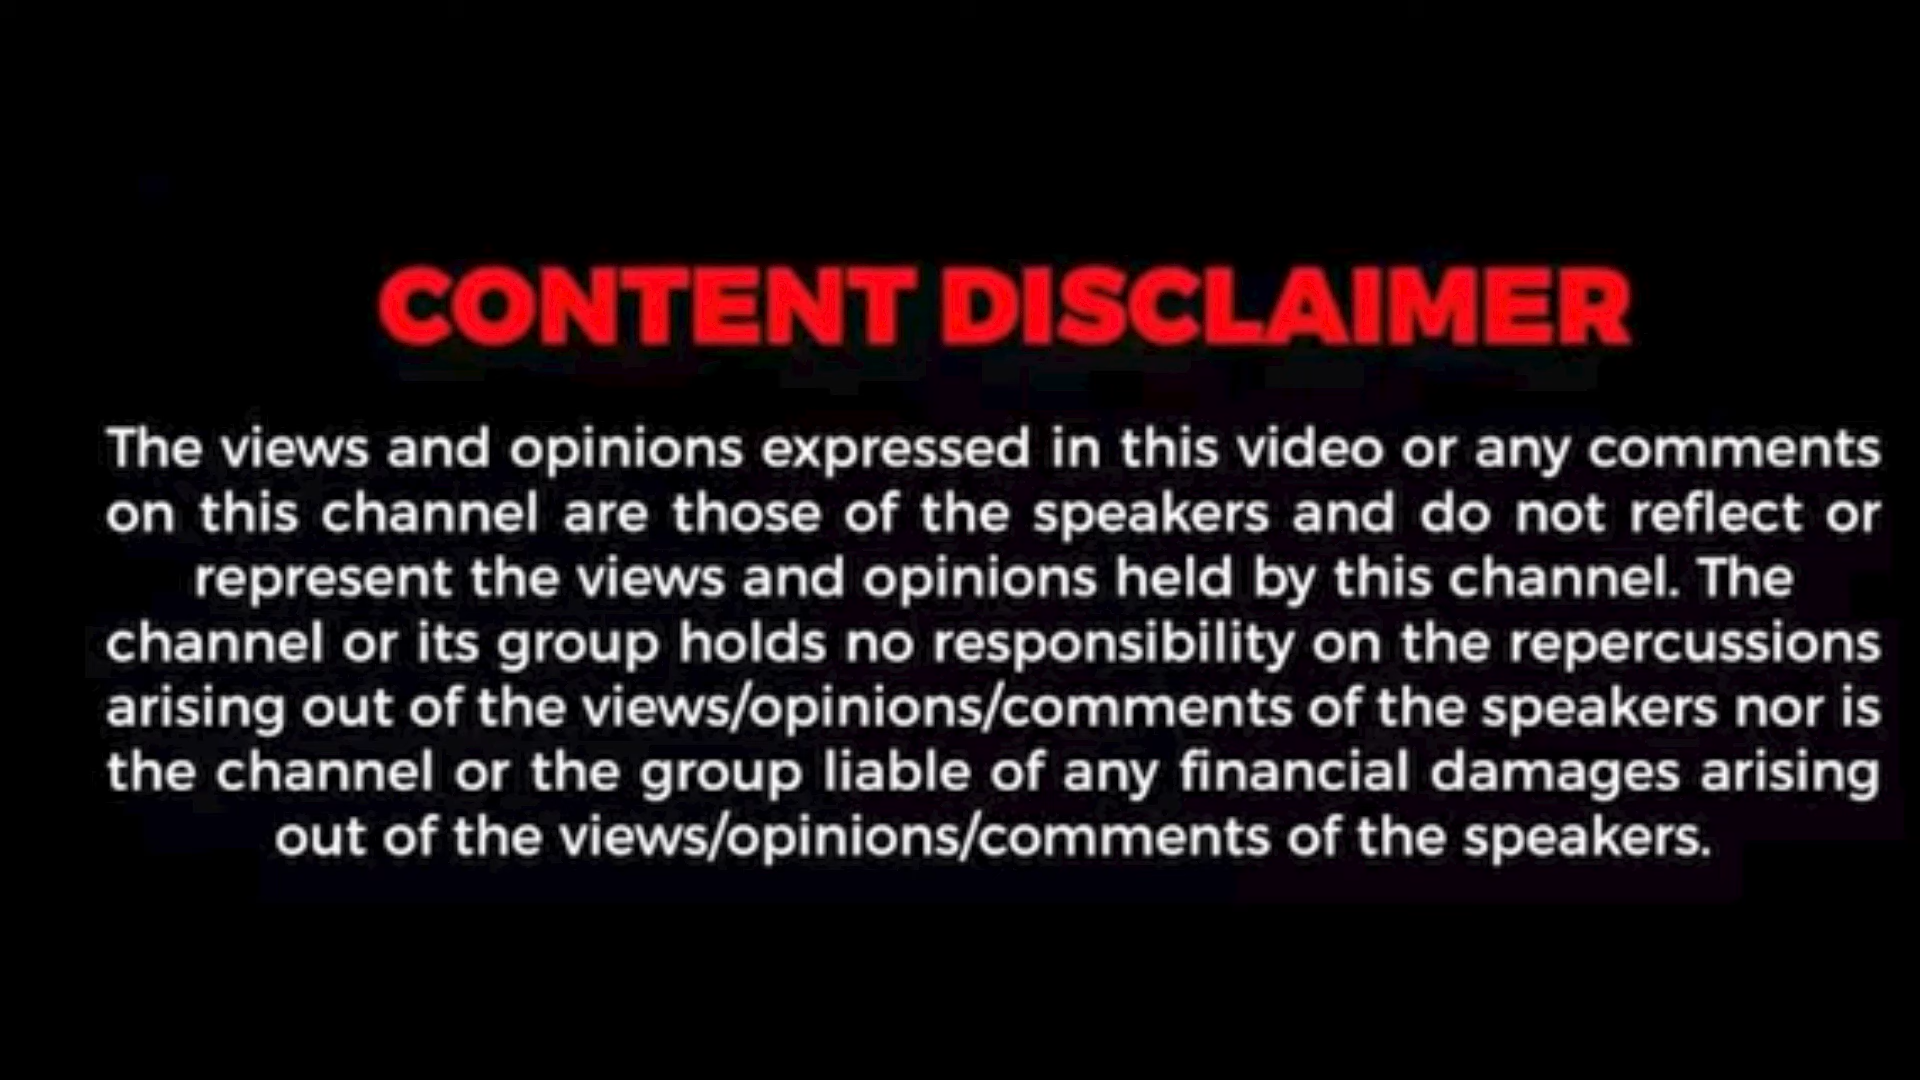 CONTENT DISCLAIMER
The views and opinions expressed in this video or any comments
on this channel are those of the speakers and do not reflect or
represent the views and opinions held by this channel. The
channel or its group holds no responsibility on the repercussions
arising out of the views/opinions/comments of the speakers nor is
the channel or the group liable of any financial damages arising
out of the views/opinions/comments of the speakers.